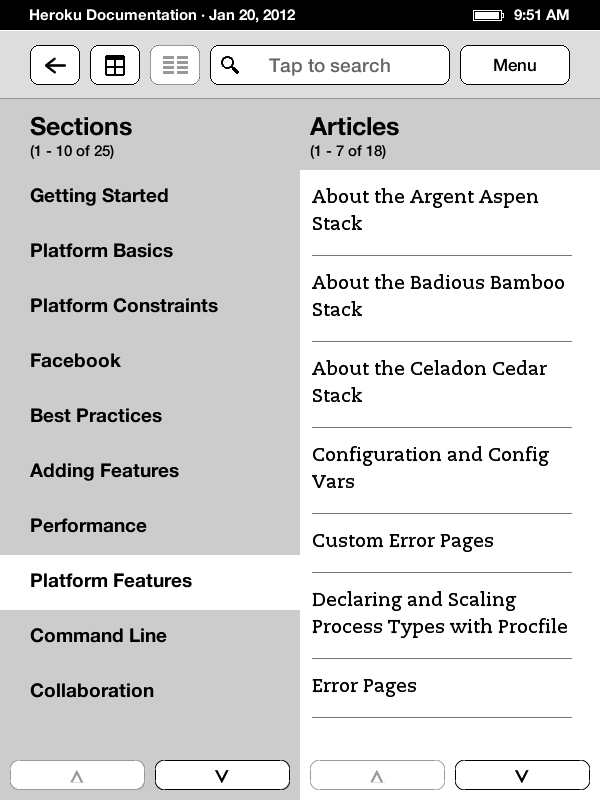 Heroku Documentation · Jan 20, 2012
9:51 AM
Tap to search
Menu
Sections
(1 - 10 of 25)
Getting Started
Platform Basics
Platform Constraints
Facebook
Best Practices
Adding Features
Performance
Platform Features
Command Line
Collaboration
Articles
(1 - 7 of 18)
About the Argent Aspen
Stack
About the Badious Bamboo
Stack
About the Celadon Cedar
Stack
Configuration and Config
Vars
Custom Error Pages
Declaring and Scaling
Process Types with Procfile
Error Pages